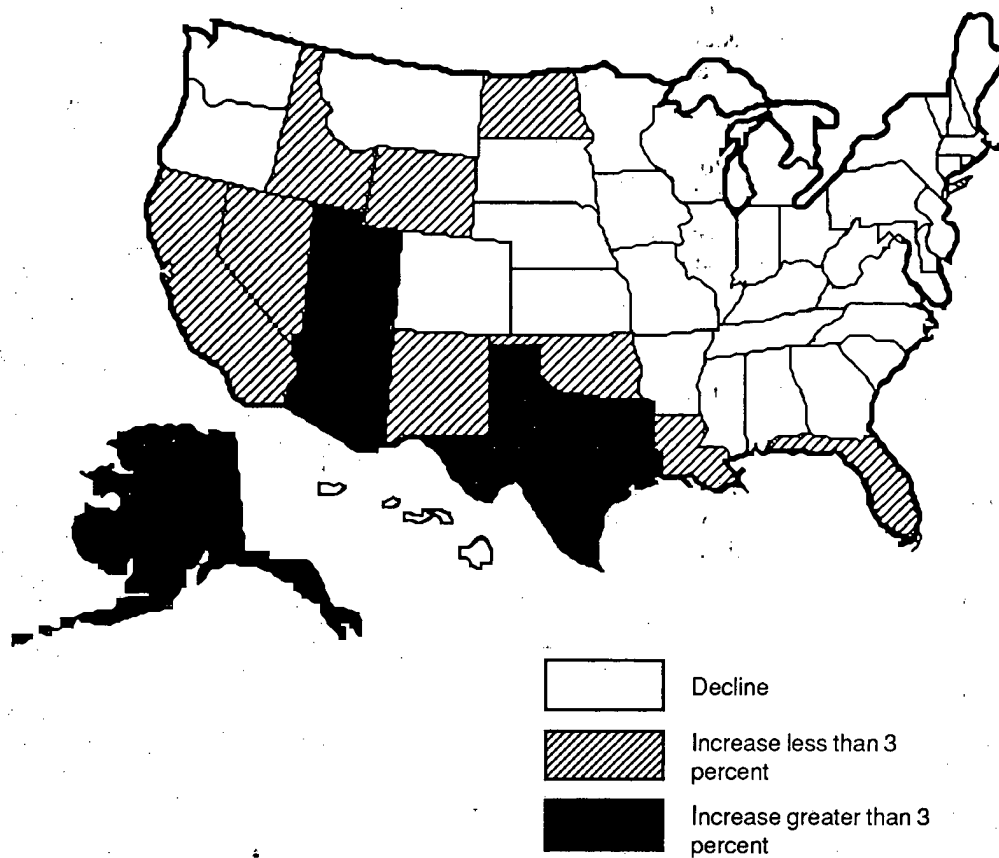 Decline
Increase less than 3
percent
Increase greater than 3
percent